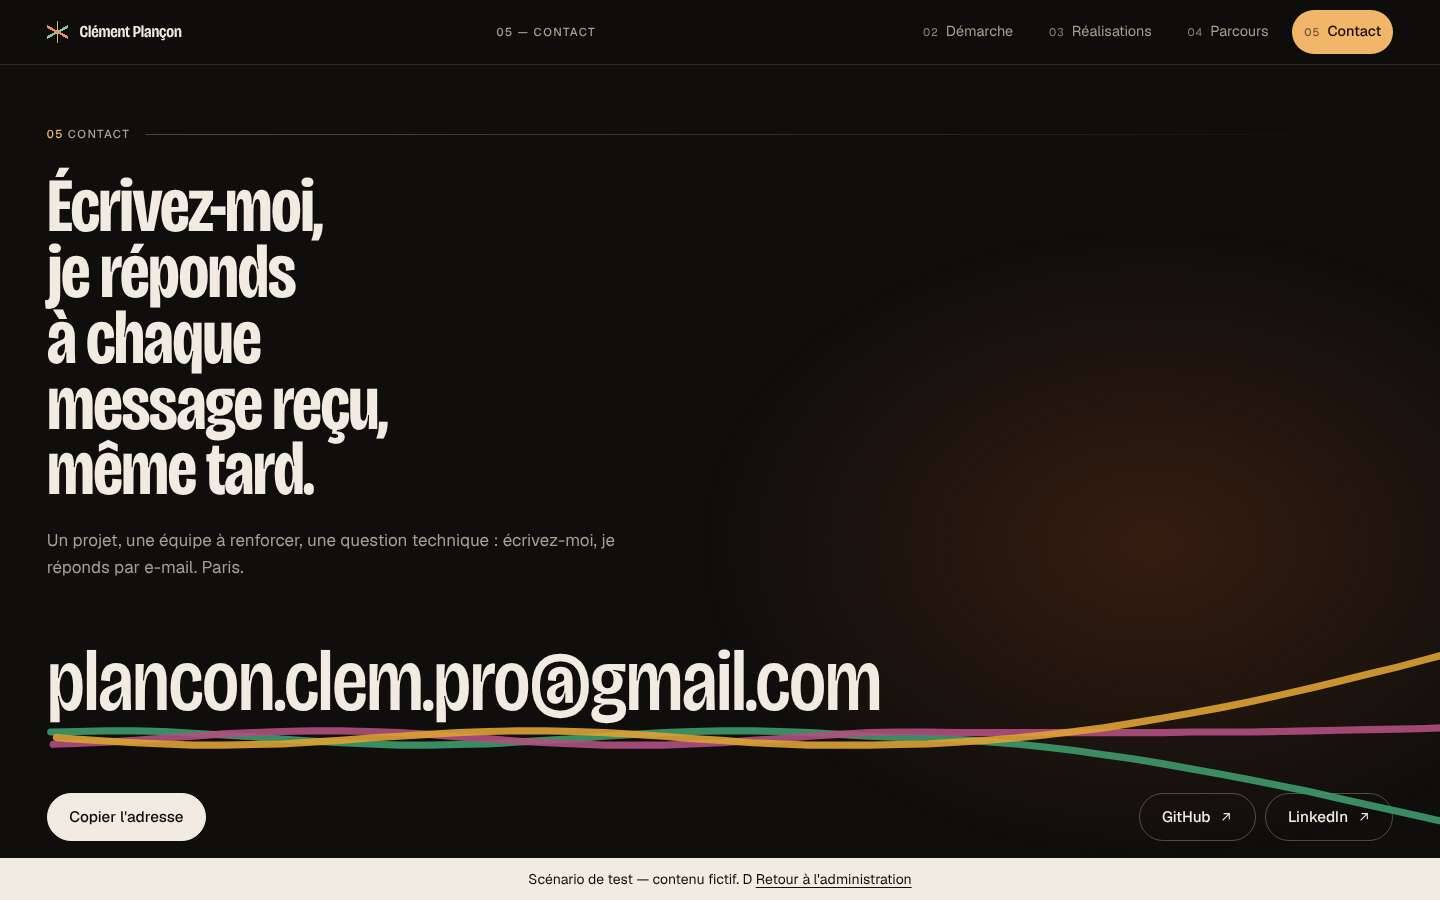 Clément Plançon
05 — CONTACT
02 Démarche
03 Réalisations
04 Parcours
05 Contact
05 CONTACT
Écrivez-moi,
je réponds
à chaque
message reçu,
même tard.
Un projet, une équipe à renforcer, une question technique : écrivez-moi, je
réponds par e-mail. Paris.
plancon.clem.pro@gmail.com
Copier l'adresse
GitHub ↗
LinkedIn ↗
Scénario de test — contenu fictif. D Retour à l'administration